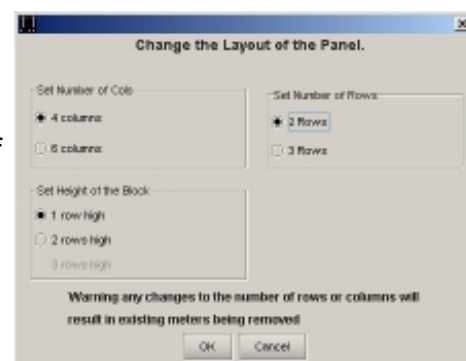 Change the Layout of the Panel.
Set Number of Cols
4 columns
6 columns
Set Number of Rows
2 Rows
3 Rows
Set Height of the Block
1 row high
2 rows high
3 rows high
Warning any changes to the number of rows or columns will
result in existing meters being removed
OK
Cancel